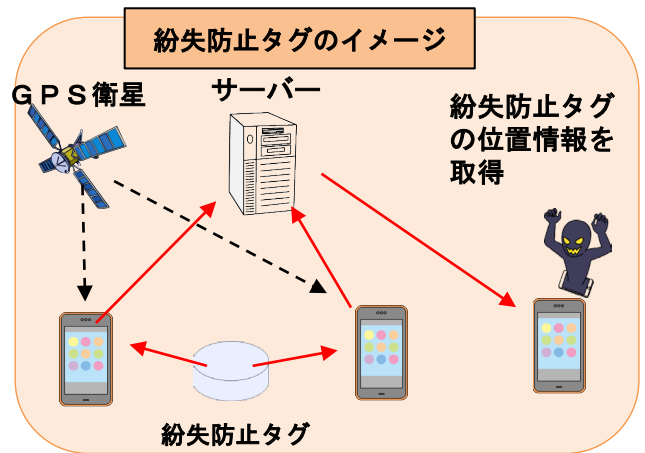 紛失防止タグのイメージ
ＧＰＳ衛星
サーバー
紛失防止タグ
の位置情報を
取得
紛失防止タグ